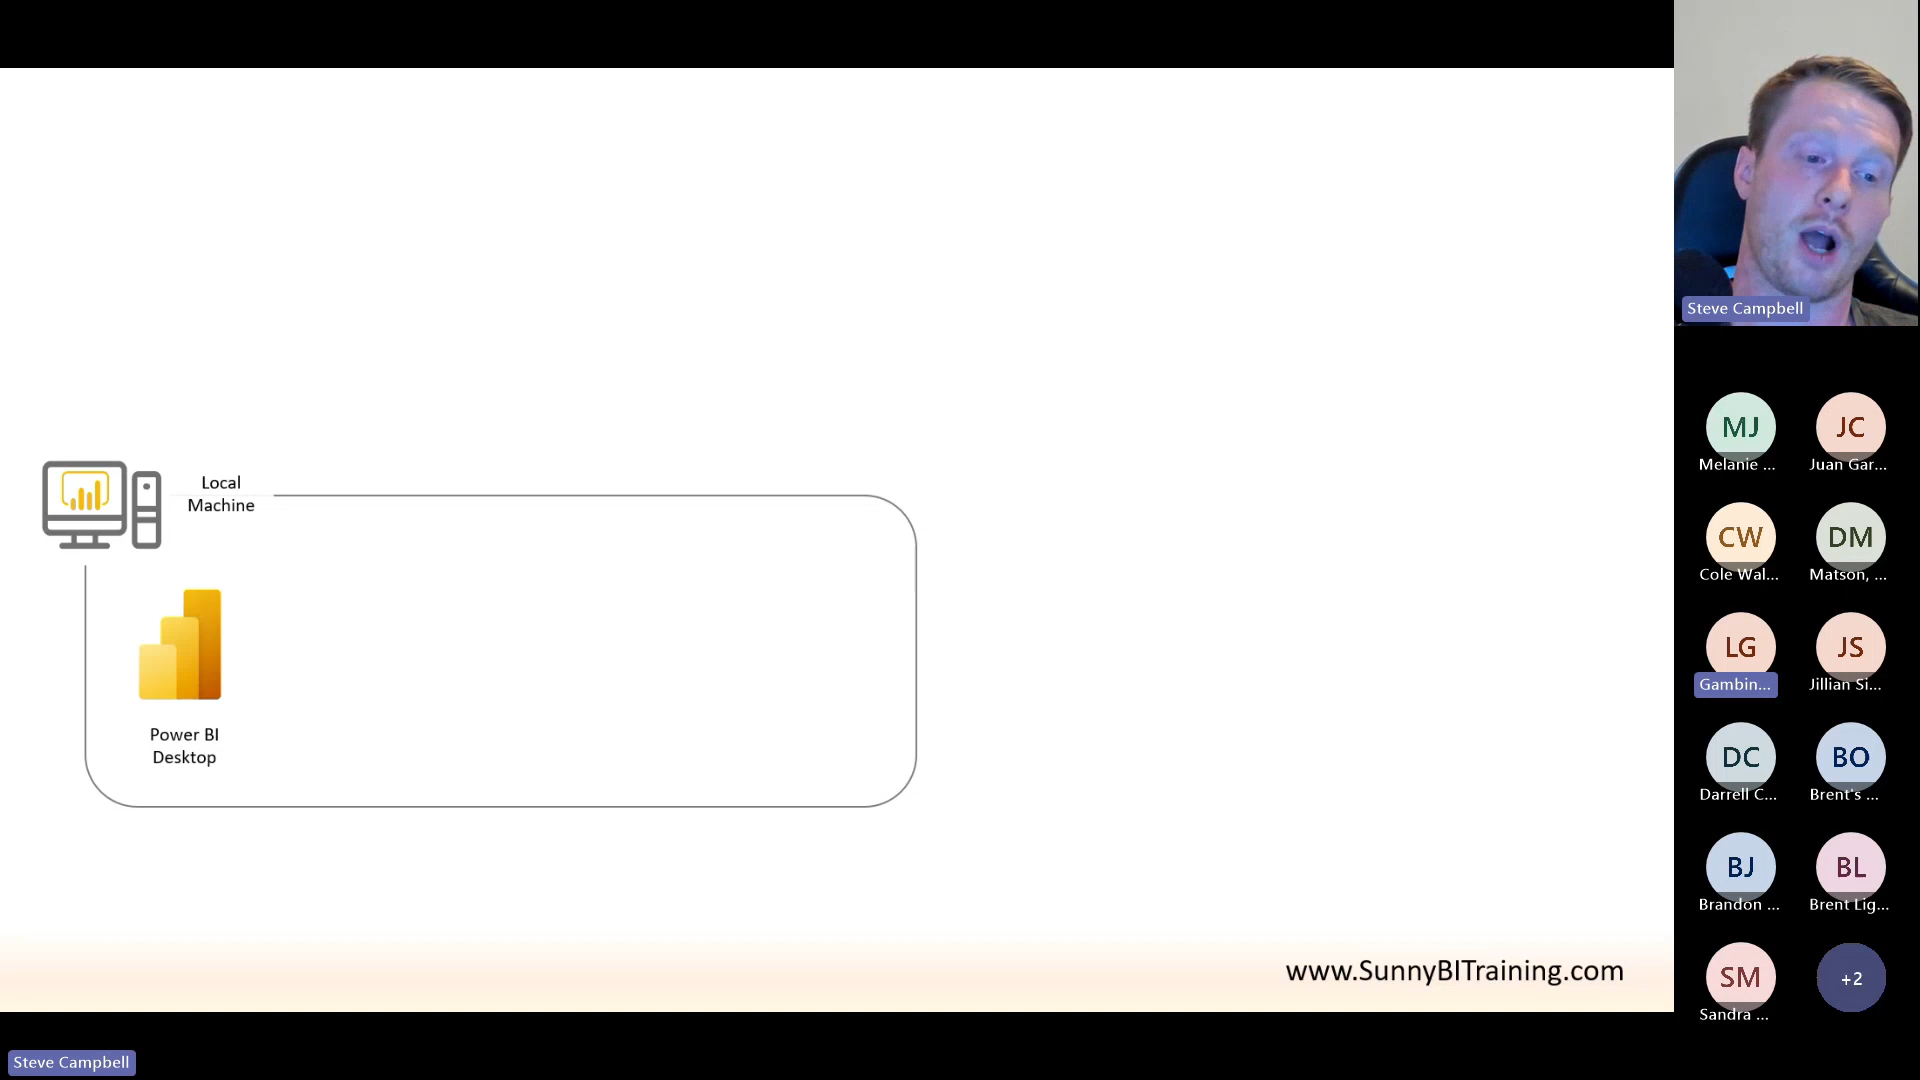 Local
Machine
Power BI
Desktop
www.SunnyBITraining.com
Steve Campbell
Steve Campbell
MJ
Melanie ...
JC
Juan Gar...
CW
Cole Wal...
DM
Matson, ...
LG
Gambin...
JS
Jillian Si...
DC
Darrell C...
BO
Brent's ...
BJ
Brandon ...
BL
Brent Lig...
SM
Sandra ...
+2